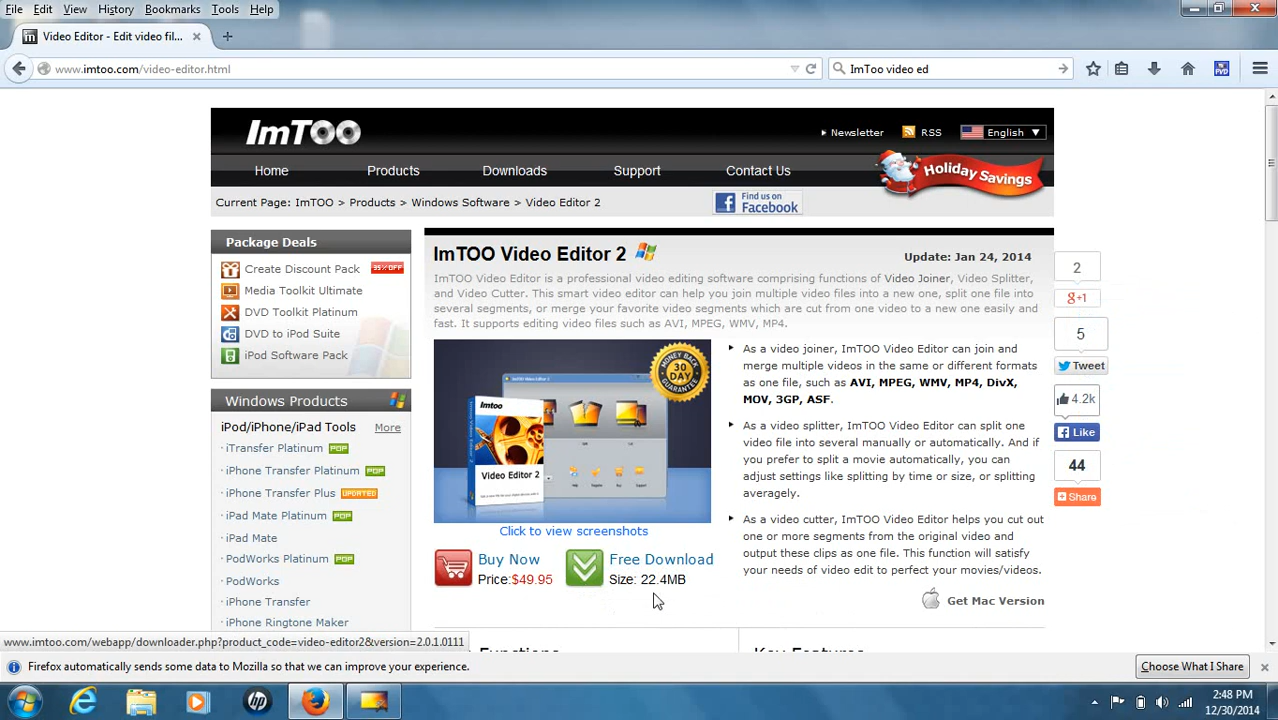 File Edit View History Bookmarks Tools Help
Video Editor - Edit video fil...
www.imtoo.com/video-editor.html
ImToo video ed
ImTOO
Newsletter RSS English
Home Products Downloads Support Contact Us
Holiday Savings
Current Page: ImTOO > Products > Windows Software > Video Editor 2
Find us on Facebook
Package Deals
Create Discount Pack 35% OFF
Media Toolkit Ultimate
DVD Toolkit Platinum
DVD to iPod Suite
iPod Software Pack
Windows Products
iPod/iPhone/iPad Tools More
iTransfer Platinum POP
iPhone Transfer Platinum POP
iPhone Transfer Plus UPDATED
iPad Mate Platinum POP
iPad Mate
PodWorks Platinum POP
PodWorks
iPhone Transfer
iPhone Ringtone Maker
ImTOO Video Editor 2
Update: Jan 24, 2014
ImTOO Video Editor is a professional video editing software comprising functions of Video Joiner, Video Splitter,
and Video Cutter. This smart video editor can help you join multiple video files into a new one, split one file into
several segments, or merge your favorite video segments which are cut from one video to a new one easily and
fast. It supports editing video files such as AVI, MPEG, WMV, MP4.
MONEY BACK
30
DAY
GUARANTEE
Imtoo
Video Editor 2
Click to view screenshots
Buy Now
Price:$49.95
Free Download
Size: 22.4MB
As a video joiner, ImTOO Video Editor can join and
merge multiple videos in the same or different formats
as one file, such as AVI, MPEG, WMV, MP4, DivX,
MOV, 3GP, ASF.
As a video splitter, ImTOO Video Editor can split one
video file into several manually or automatically. And if
you prefer to split a movie automatically, you can
adjust settings like splitting by time or size, or splitting
averagely.
As a video cutter, ImTOO Video Editor helps you cut out
one or more segments from the original video and
output these clips as one file. This function will satisfy
your needs of video edit to perfect your movies/videos.
Get Mac Version
2
g+1
5
Tweet
4.2k
Like
44
Share
Functions
Key Features
www.imtoo.com/webapp/downloader.php?product_code=video-editor2&version=2.0.1.0111
Firefox automatically sends some data to Mozilla so that we can improve your experience.
Choose What I Share
2:48 PM
12/30/2014